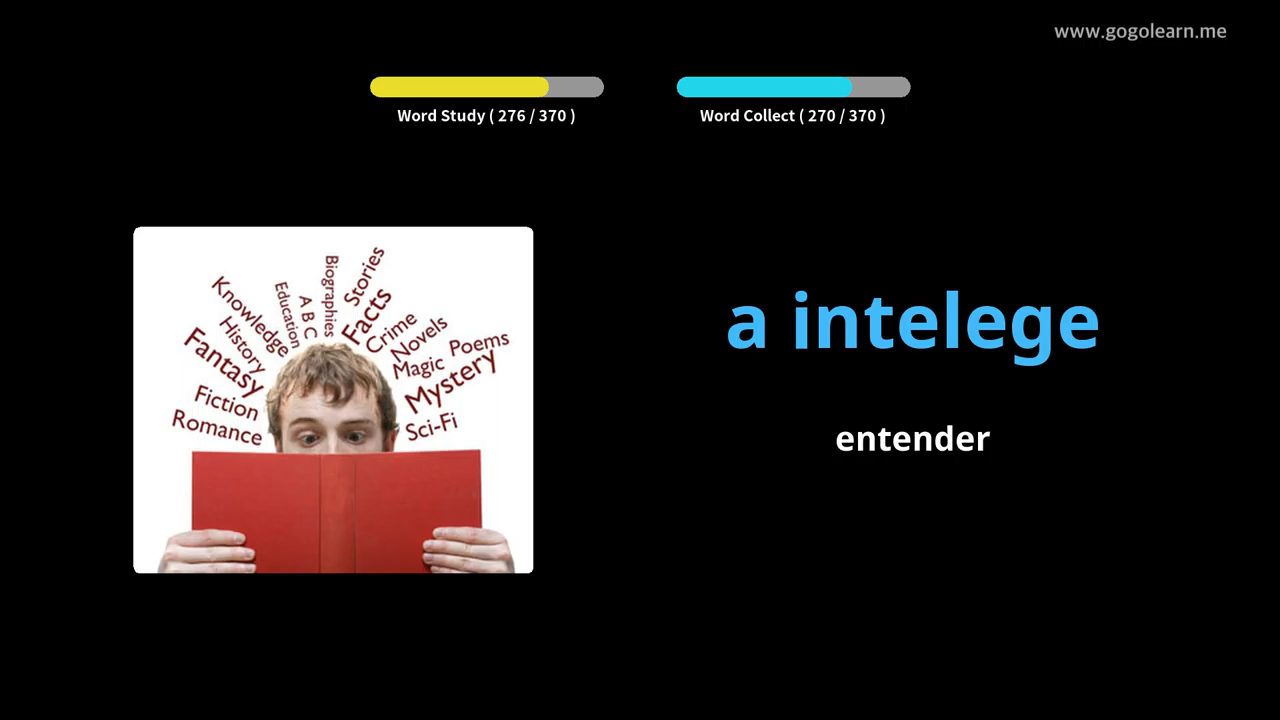 www.gogolearn.me
Word Study ( 276 / 370 )
Word Collect ( 270 / 370 )
Romance
Fiction
Fantasy
History
Knowledge
Education
A B C
Biographies
Stories
Facts
Crime
Novels
Magic
Poems
Mystery
Sci-Fi
a intelege
entender